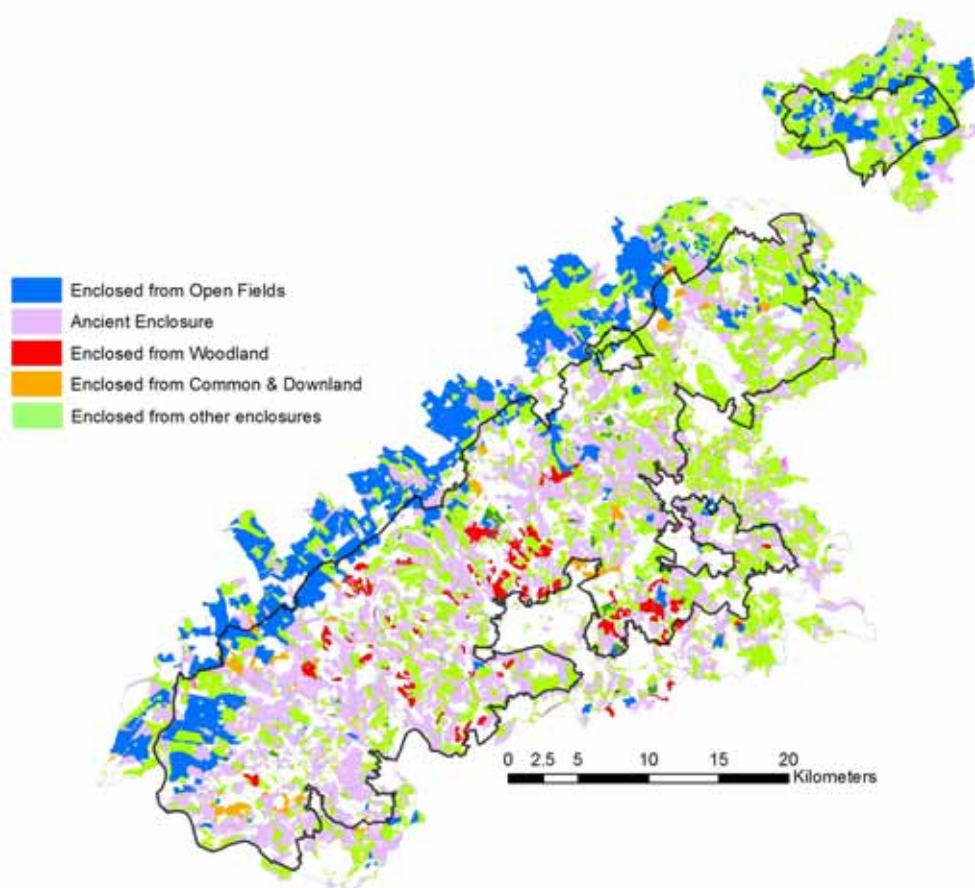 Enclosed from Open Fields
Ancient Enclosure
Enclosed from Woodland
Enclosed from Common & Downland
Enclosed from other enclosures
0 2.5 5 10 15 20
Kilometers